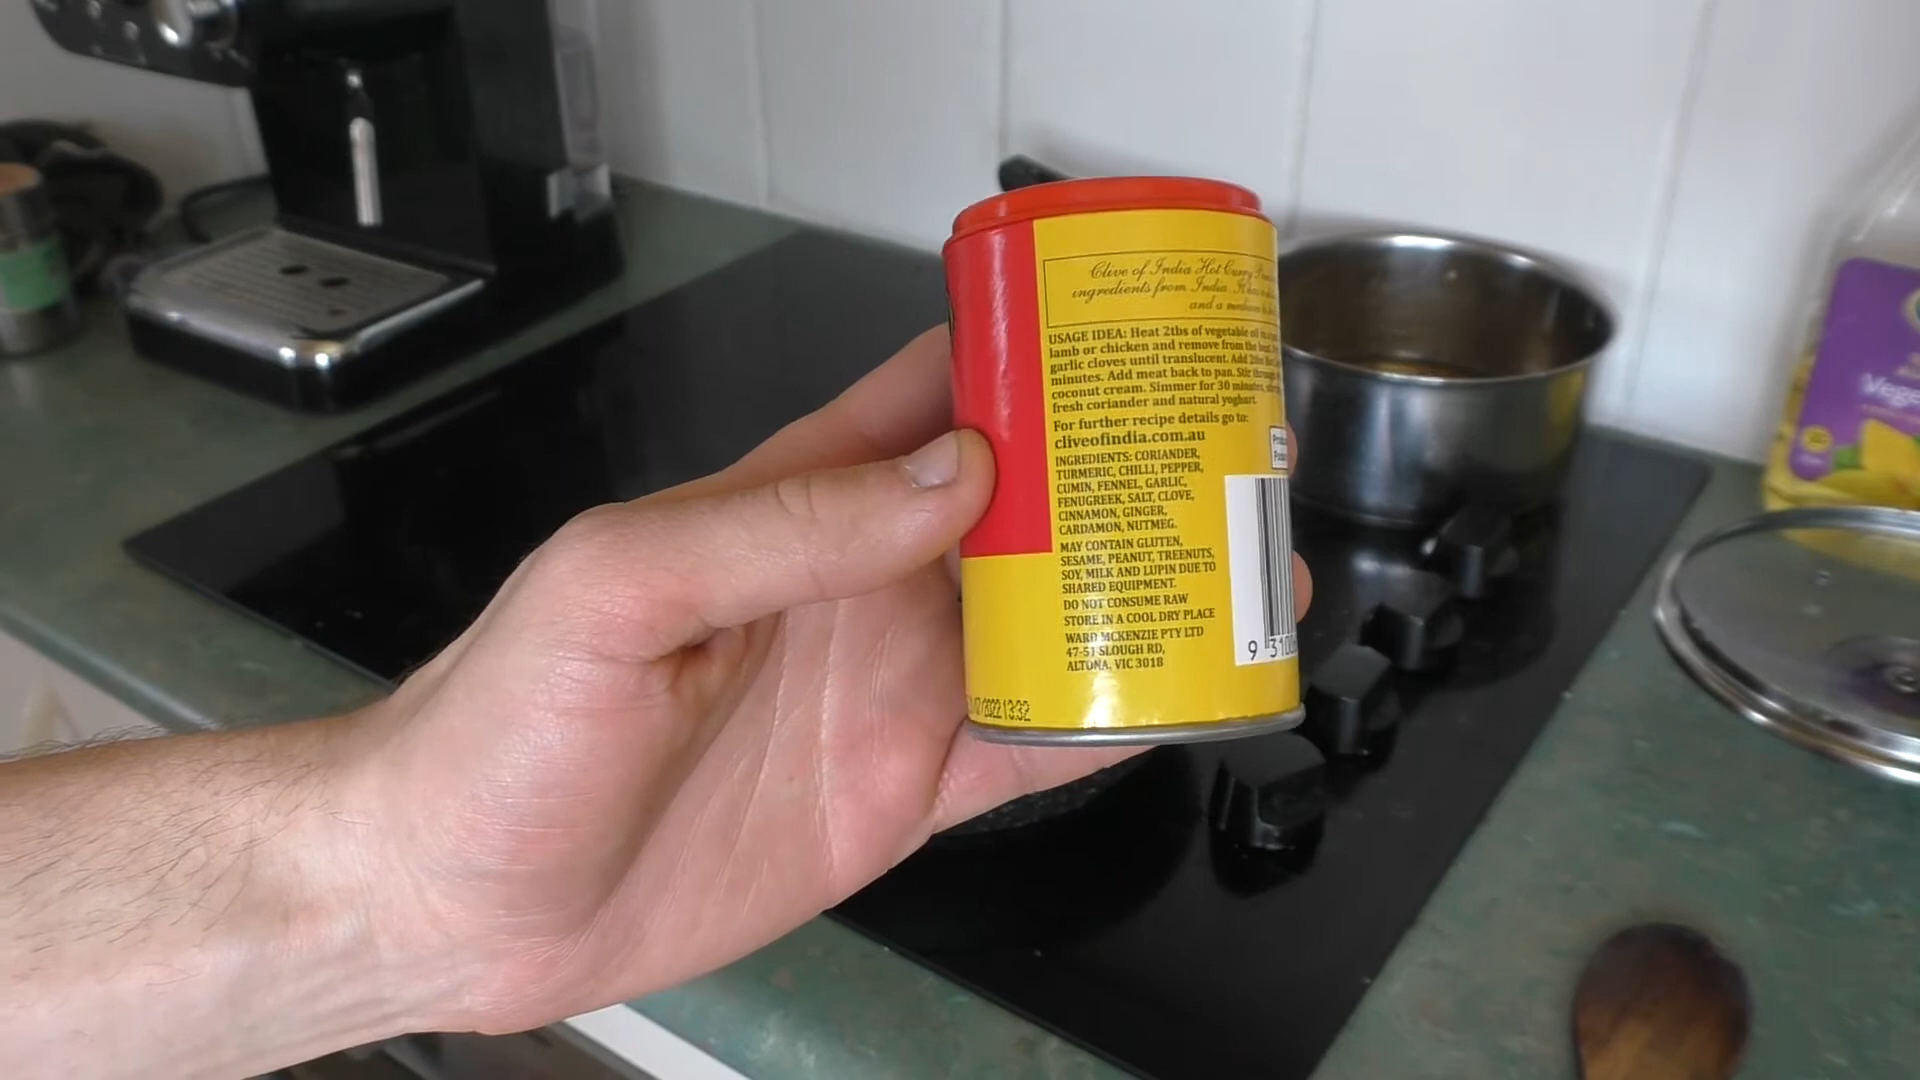 Clive of India Hot Curry
ingredients from India
and a medium
USAGE IDEA: Heat 2tbs of vegetable oil
lamb or chicken and remove from the
garlic cloves until translucent. Add
minutes. Add meat back to pan. Stir through
coconut cream. Simmer for 30 minutes,
fresh coriander and natural yoghurt.
For further recipe details go to:
cliveofindia.com.au
INGREDIENTS: CORIANDER,
TURMERIC, CHILLI, PEPPER,
CUMIN, FENNEL, GARLIC,
FENUGREEK, SALT, CLOVE,
CINNAMON, GINGER,
CARDAMON, NUTMEG.
MAY CONTAIN GLUTEN,
SESAME, PEANUT, TREENUTS,
SOY, MILK AND LUPIN DUE TO
SHARED EQUIPMENT.
DO NOT CONSUME RAW
STORE IN A COOL DRY PLACE
WARD MCKENZIE PTY LTD
47-51 SLOUGH RD,
ALTONA, VIC 3018
9 3100
/2022 13:32
Vege